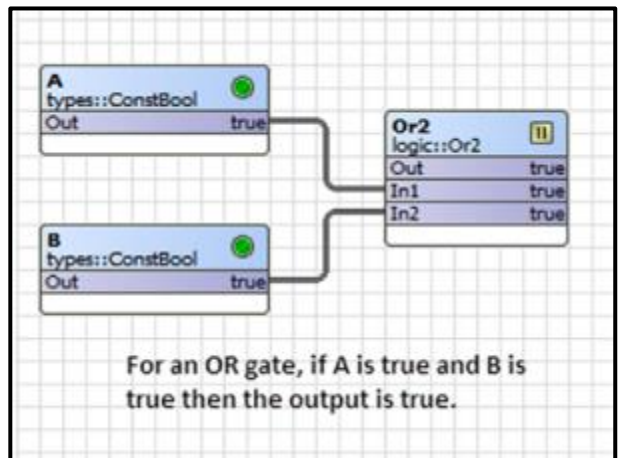 A
types::ConstBool
Out true
Or2
logic::Or2
Out true
In1 true
In2 true
B
types::ConstBool
Out true
For an OR gate, if A is true and B is
true then the output is true.